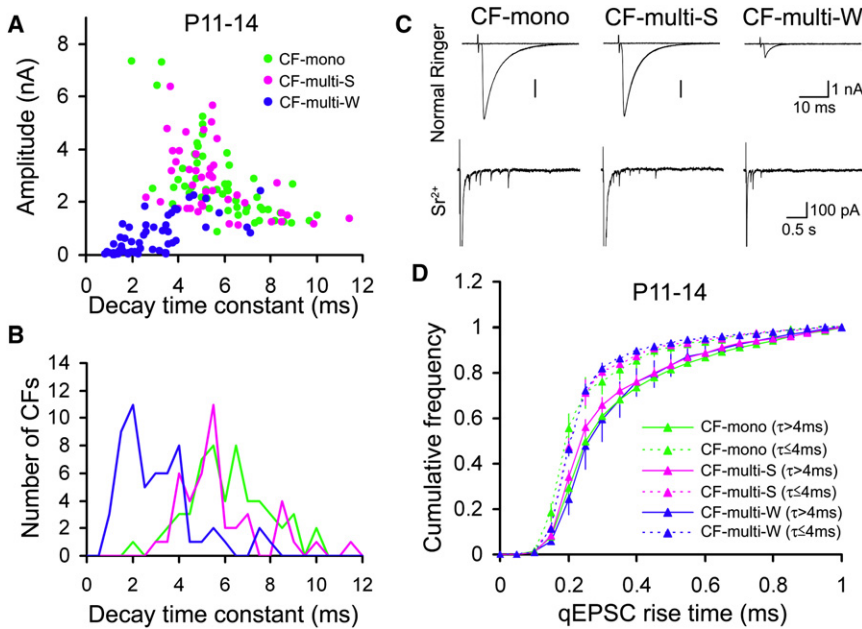 A
P11-14
Amplitude (nA)
8
6
4
2
0
CF-mono
CF-multi-S
CF-multi-W
0 2 4 6 8 10 12
Decay time constant (ms)
B
Number of CFs
14
12
10
8
6
4
2
0
0 2 4 6 8 10 12
Decay time constant (ms)
C
CF-mono CF-multi-S CF-multi-W
Normal Ringer
1 nA
10 ms
Sr2+
100 pA
0.5 s
D
P11-14
Cumulative frequency
1.2
1
0.8
0.6
0.4
0.2
0
CF-mono (τ>4ms)
CF-mono (τ≤4ms)
CF-multi-S (τ>4ms)
CF-multi-S (τ≤4ms)
CF-multi-W (τ>4ms)
CF-multi-W (τ≤4ms)
0 0.2 0.4 0.6 0.8 1
qEPSC rise time (ms)